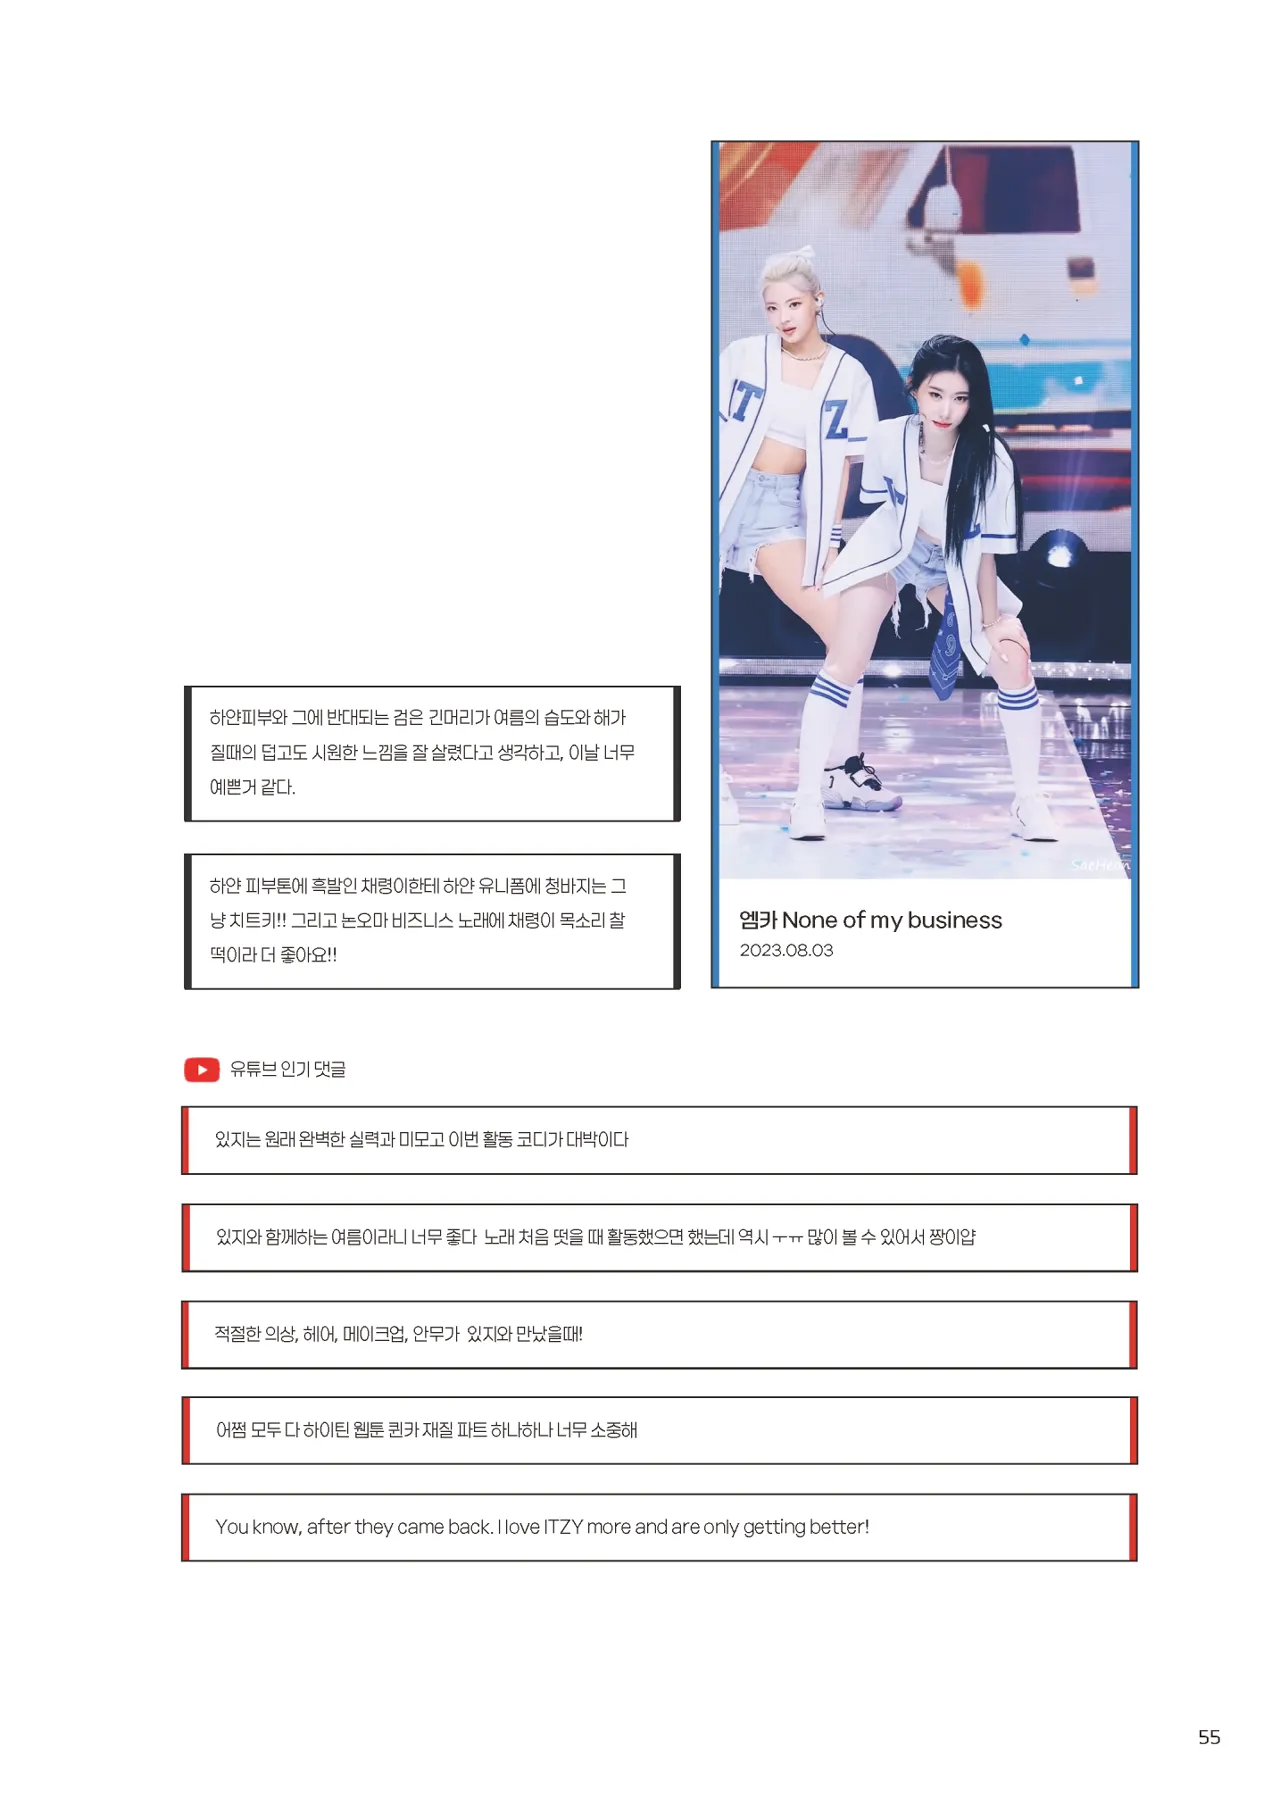 하얀피부와 그에 반대되는 검은 긴머리가 여름의 습도와 해가
질때의 덥고도 시원한 느낌을 잘 살렸다고 생각하고, 이날 너무
예쁜거 같다.
하얀 피부톤에 흑발인 채령이한테 하얀 유니폼에 청바지는 그
냥 치트키!! 그리고 논오마 비즈니스 노래에 채령이 목소리 찰
떡이라 더 좋아요!!
T Z
SaeHean
엠카 None of my business
2023.08.03
유튜브 인기 댓글
있지는 원래 완벽한 실력과 미모고 이번 활동 코디가 대박이다
있지와 함께하는 여름이라니 너무 좋다 노래 처음 떳을 때 활동했으면 했는데 역시 ㅜㅠ 많이 볼 수 있어서 짱이얍
적절한 의상, 헤어, 메이크업, 안무가 있지와 만났을때!
어쩜 모두 다 하이틴 웹툰 퀸카 재질 파트 하나하나 너무 소중해
You know, after they came back. I love ITZY more and are only getting better!
55